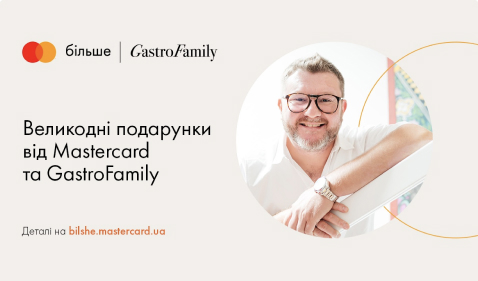 більше | GastroFamily
Великодні подарунки
від Mastercard
та GastroFamily
Деталі на bilshe.mastercard.ua